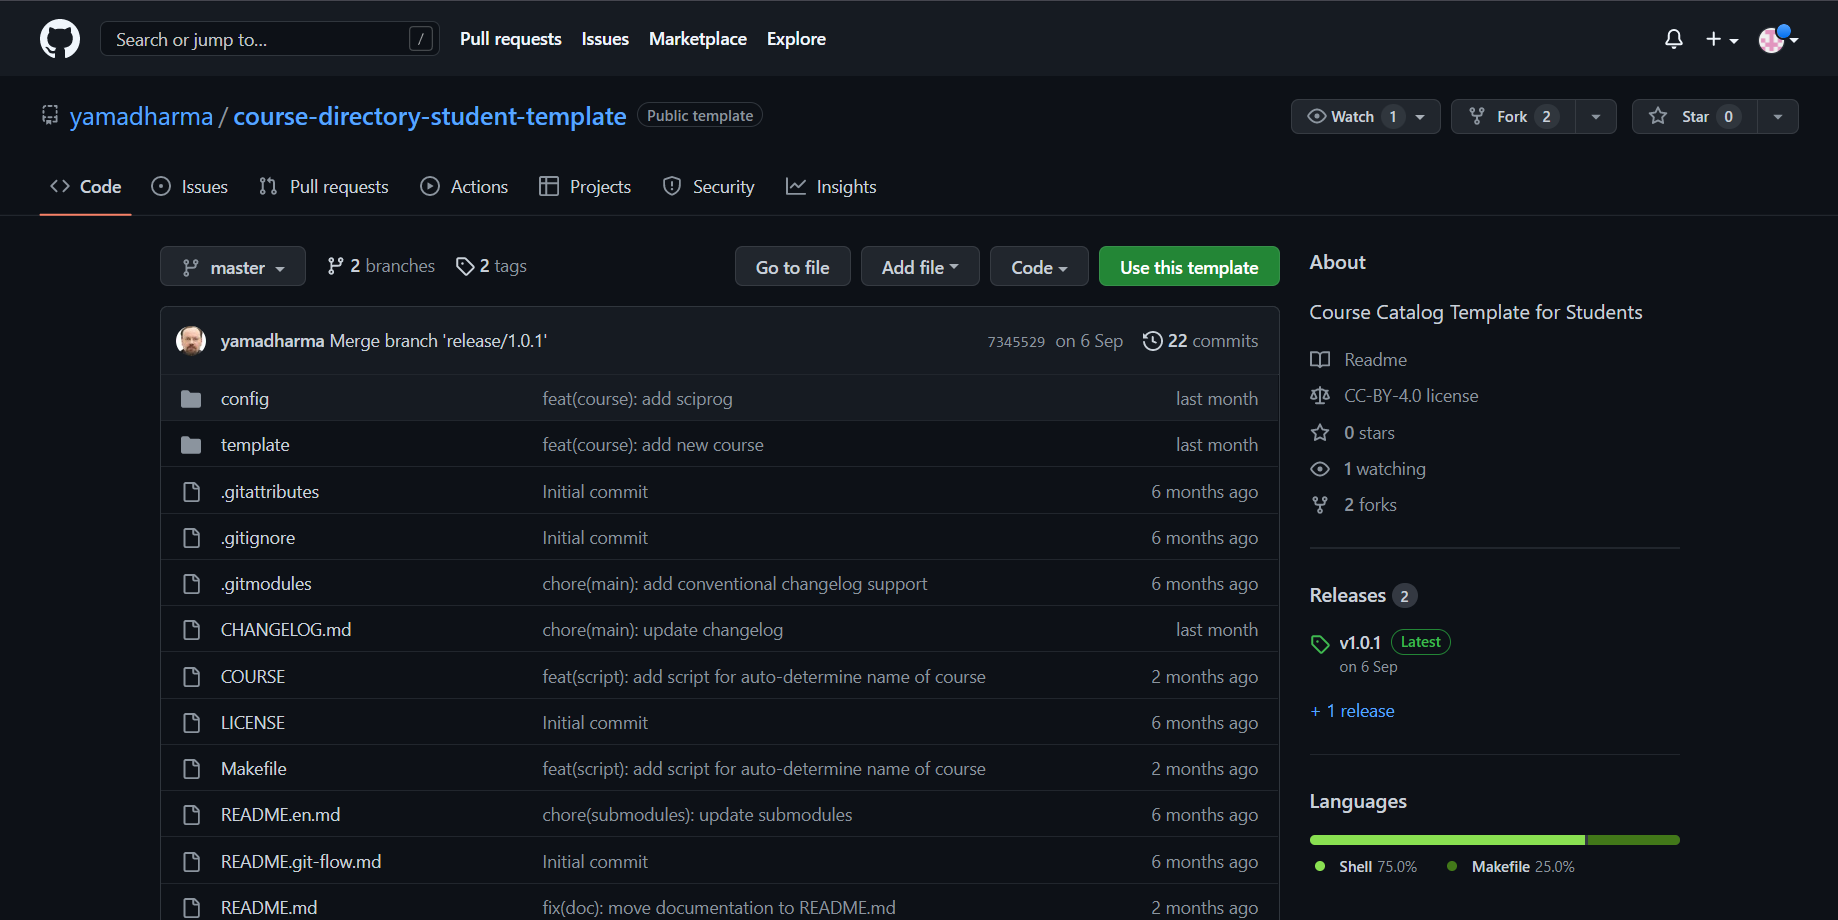 Search or jump to... / Pull requests Issues Marketplace Explore
yamadharma / course-directory-student-template Public template Watch 1 Fork 2 Star 0
Code Issues Pull requests Actions Projects Security Insights
master 2 branches 2 tags Go to file Add file Code Use this template
yamadharma Merge branch 'release/1.0.1' 7345529 on 6 Sep 22 commits
config feat(course): add sciprog last month
template feat(course): add new course last month
.gitattributes Initial commit 6 months ago
.gitignore Initial commit 6 months ago
.gitmodules chore(main): add conventional changelog support 6 months ago
CHANGELOG.md chore(main): update changelog last month
COURSE feat(script): add script for auto-determine name of course 2 months ago
LICENSE Initial commit 6 months ago
Makefile feat(script): add script for auto-determine name of course 2 months ago
README.en.md chore(submodules): update submodules 6 months ago
README.git-flow.md Initial commit 6 months ago
README.md fix(doc): move documentation to README.md 2 months ago
About
Course Catalog Template for Students
Readme
CC-BY-4.0 license
0 stars
1 watching
2 forks
Releases 2
v1.0.1 Latest
on 6 Sep
+ 1 release
Languages
Shell 75.0% Makefile 25.0%